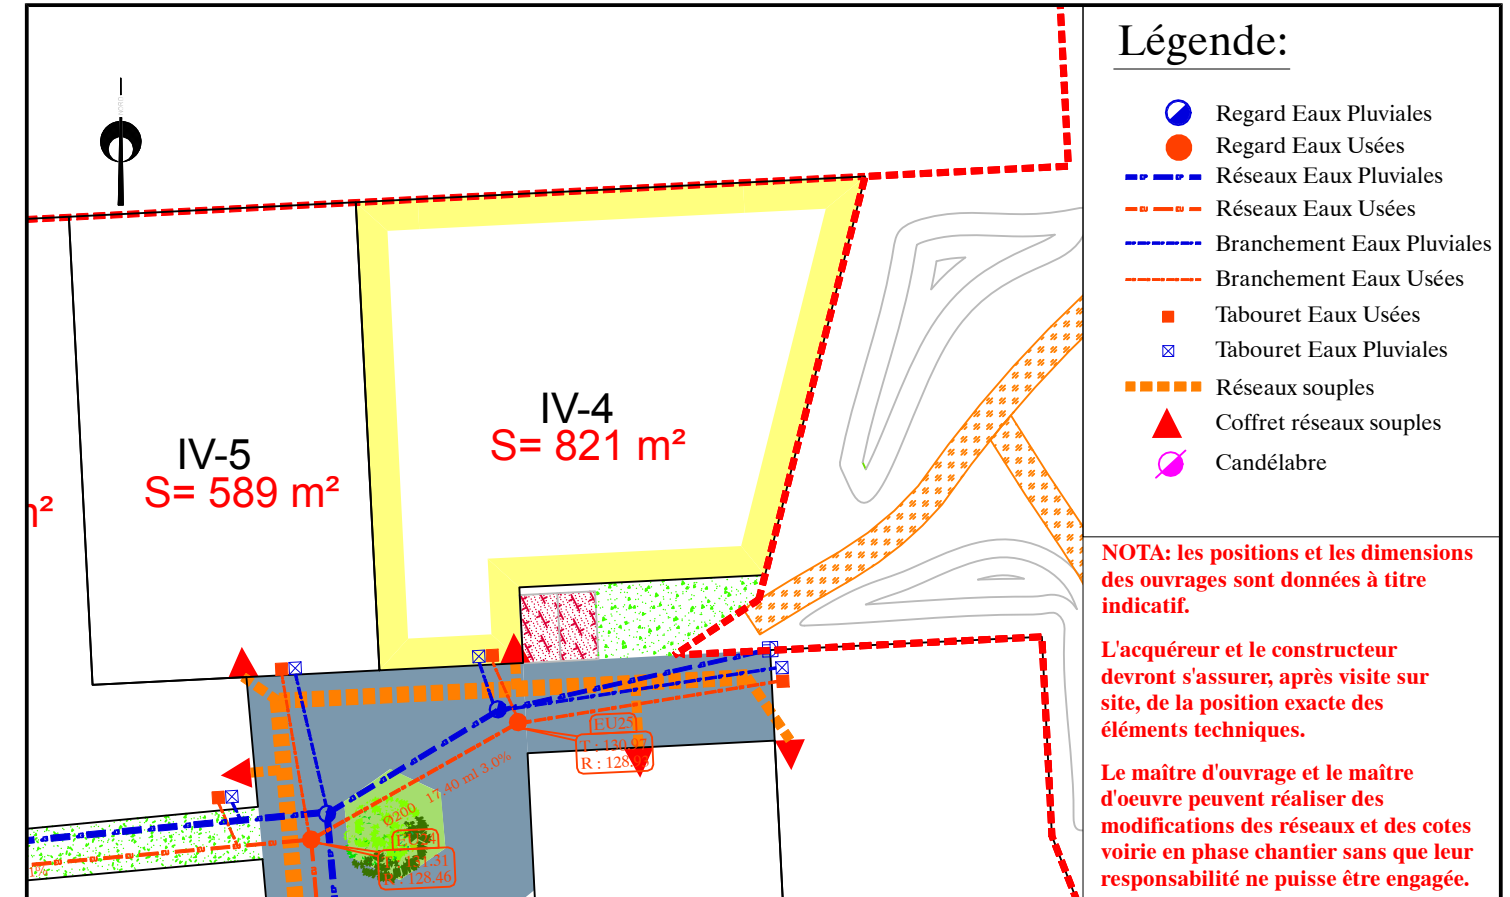 Légende:
Regard Eaux Pluviales
Regard Eaux Usées
Réseaux Eaux Pluviales
Réseaux Eaux Usées
Branchement Eaux Pluviales
Branchement Eaux Usées
Tabouret Eaux Usées
Tabouret Eaux Pluviales
Réseaux souples
Coffret réseaux souples
Candélabre
NOTA: les positions et les dimensions
des ouvrages sont données à titre
indicatif.
L'acquéreur et le constructeur
devront s'assurer, après visite sur
site, de la position exacte des
éléments techniques.
Le maître d'ouvrage et le maître
d'oeuvre peuvent réaliser des
modifications des réseaux et des cotes
voirie en phase chantier sans que leur
responsabilité ne puisse être engagée.
IV-4
S= 821 m²
IV-5
S= 589 m²
m²
EU25
T : 130.97
R : 128.93
Ø200 17.40 ml 3.0%
R : 128.46